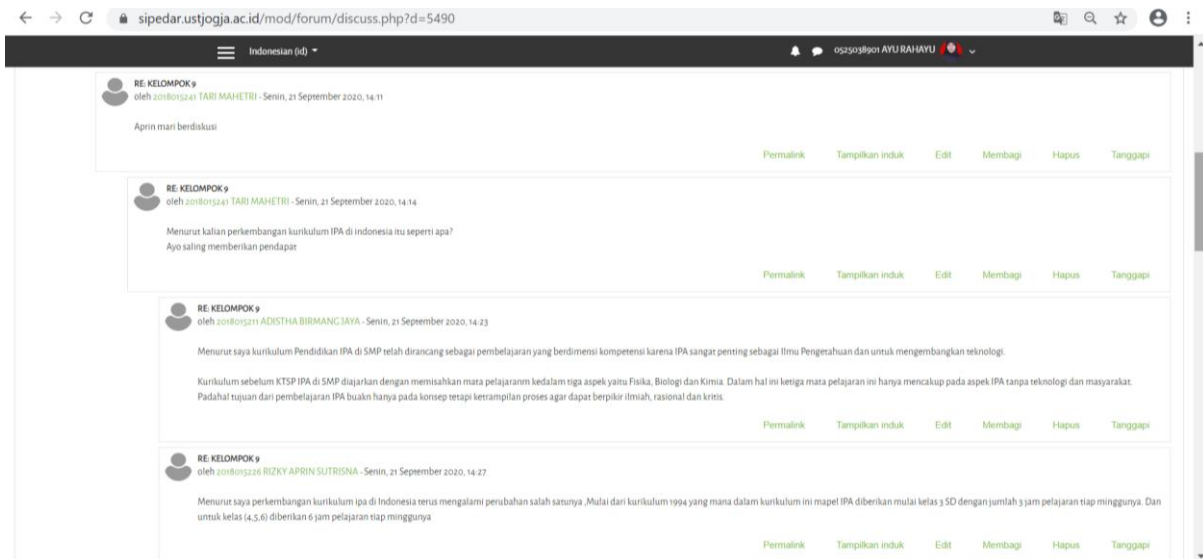 sipedar.ustjogja.ac.id/mod/forum/discuss.php?d=5490
Indonesian (id)
0525038901 AYU RAHAYU
RE: KELOMPOK 9
oleh 2018015241 TARI MAHETRI - Senin, 21 September 2020, 14:11
Aprin mari berdiskusi
Permalink Tampilkan induk Edit Membagi Hapus Tanggapi
RE: KELOMPOK 9
oleh 2018015241 TARI MAHETRI - Senin, 21 September 2020, 14:14
Menurut kalian perkembangan kurikulum IPA di indonesia itu seperti apa?
Ayo saling memberikan pendapat
Permalink Tampilkan induk Edit Membagi Hapus Tanggapi
RE: KELOMPOK 9
oleh 2018015211 ADISTHA BIRMANG JAYA - Senin, 21 September 2020, 14:23
Menurut saya kurikulum Pendidikan IPA di SMP telah dirancang sebagai pembelajaran yang berdimensi kompetensi karena IPA sangat penting sebagai Ilmu Pengetahuan dan untuk mengembangkan teknologi.
Kurikulum sebelum KTSP IPA di SMP diajarkan dengan memisahkan mata pelajaranm kedalam tiga aspek yaitu Fisika, Biologi dan Kimia. Dalam hal ini ketiga mata pelajaran ini hanya mencakup pada aspek IPA tanpa teknologi dan masyarakat.
Padahal tujuan dari pembelajaran IPA buakn hanya pada konsep tetapi ketrampilan proses agar dapat berpikir ilmiah, rasional dan kritis.
Permalink Tampilkan induk Edit Membagi Hapus Tanggapi
RE: KELOMPOK 9
oleh 2018015226 RIZKY APRIN SUTRISNA - Senin, 21 September 2020, 14:27
Menurut saya perkembangan kurikulum ipa di Indonesia terus mengalami perubahan salah satunya ,Mulai dari kurikulum 1994 yang mana dalam kurikulum ini mapel IPA diberikan mulai kelas 3 SD dengan jumlah 3 jam pelajaran tiap minggunya. Dan
untuk kelas (4,5,6) diberikan 6 jam pelajaran tiap minggunya
Permalink Tampilkan induk Edit Membagi Hapus Tanggapi